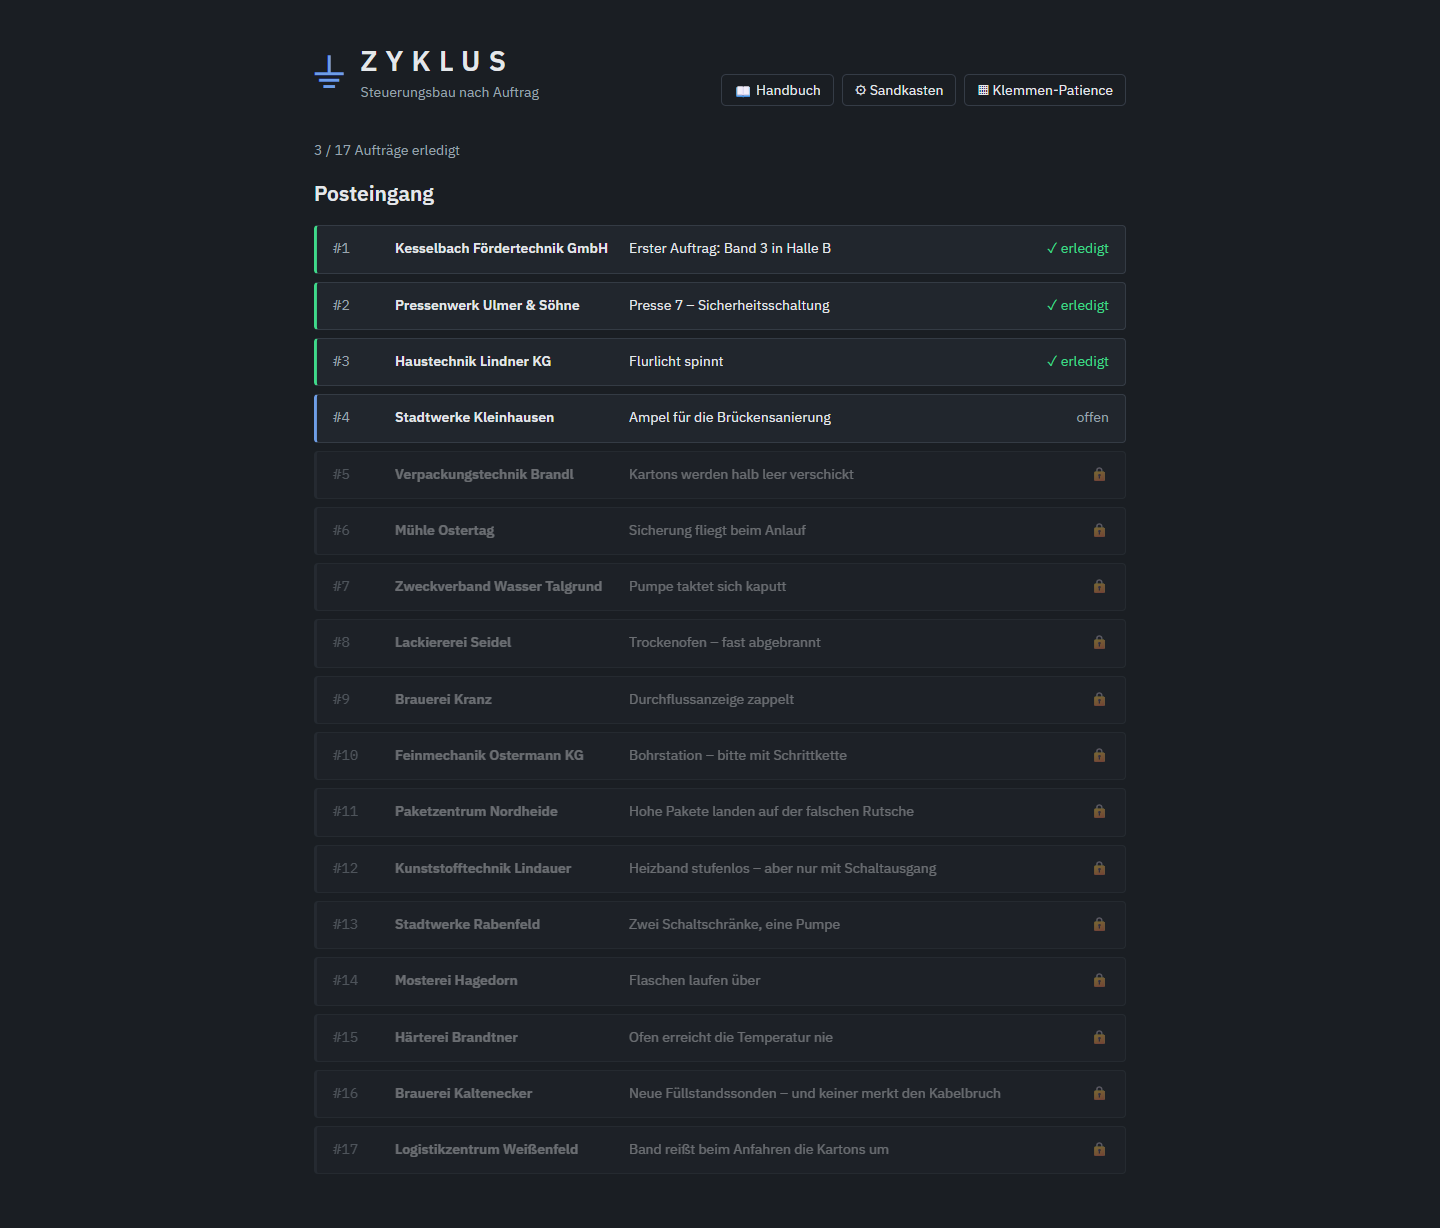 ZYKLUS
Steuerungsbau nach Auftrag
Handbuch
Sandkasten
Klemmen-Patience
3 / 17 Aufträge erledigt
Posteingang
#1 Kesselbach Fördertechnik GmbH Erster Auftrag: Band 3 in Halle B ✓ erledigt
#2 Pressenwerk Ulmer & Söhne Presse 7 – Sicherheitsschaltung ✓ erledigt
#3 Haustechnik Lindner KG Flurlicht spinnt ✓ erledigt
#4 Stadtwerke Kleinhausen Ampel für die Brückensanierung offen
#5 Verpackungstechnik Brandl Kartons werden halb leer verschickt
#6 Mühle Ostertag Sicherung fliegt beim Anlauf
#7 Zweckverband Wasser Talgrund Pumpe taktet sich kaputt
#8 Lackiererei Seidel Trockenofen – fast abgebrannt
#9 Brauerei Kranz Durchflussanzeige zappelt
#10 Feinmechanik Ostermann KG Bohrstation – bitte mit Schrittkette
#11 Paketzentrum Nordheide Hohe Pakete landen auf der falschen Rutsche
#12 Kunststofftechnik Lindauer Heizband stufenlos – aber nur mit Schaltausgang
#13 Stadtwerke Rabenfeld Zwei Schaltschränke, eine Pumpe
#14 Mosterei Hagedorn Flaschen laufen über
#15 Härterei Brandtner Ofen erreicht die Temperatur nie
#16 Brauerei Kaltenecker Neue Füllstandssonden – und keiner merkt den Kabelbruch
#17 Logistikzentrum Weißenfeld Band reißt beim Anfahren die Kartons um